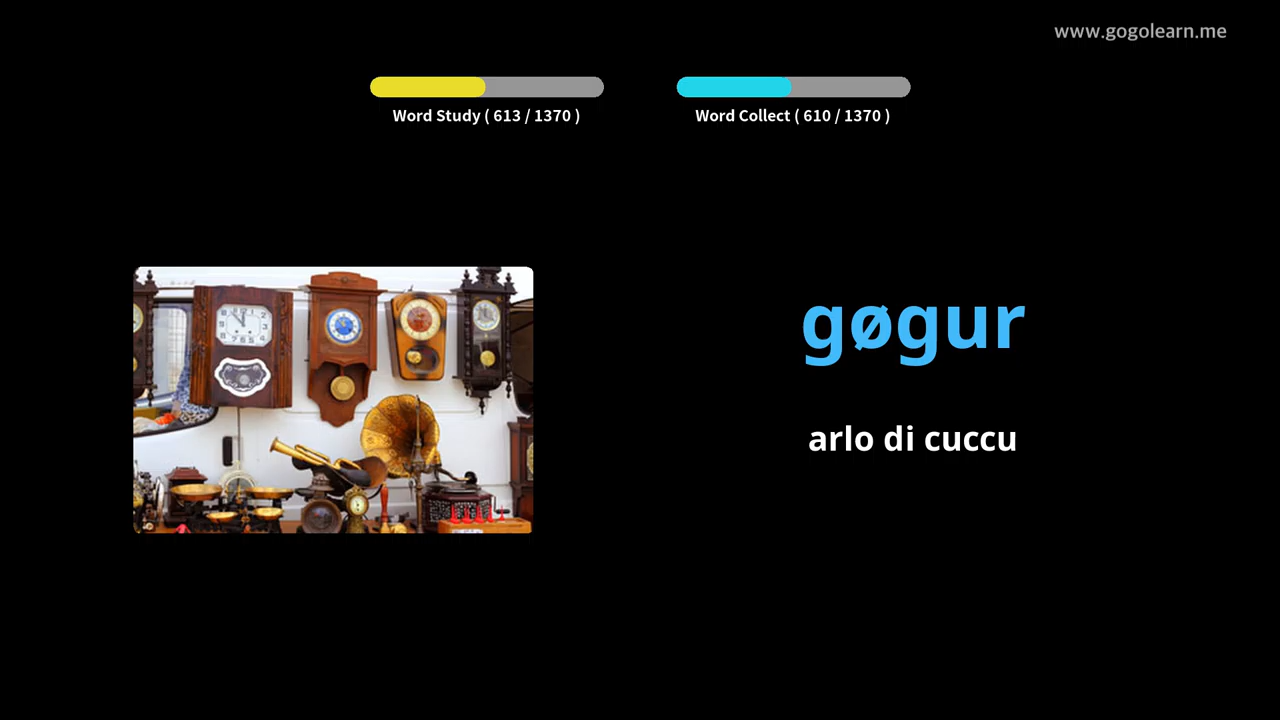 www.gogolearn.me
Word Study ( 613 / 1370 )
Word Collect ( 610 / 1370 )
gøgur
arlo di cuccu